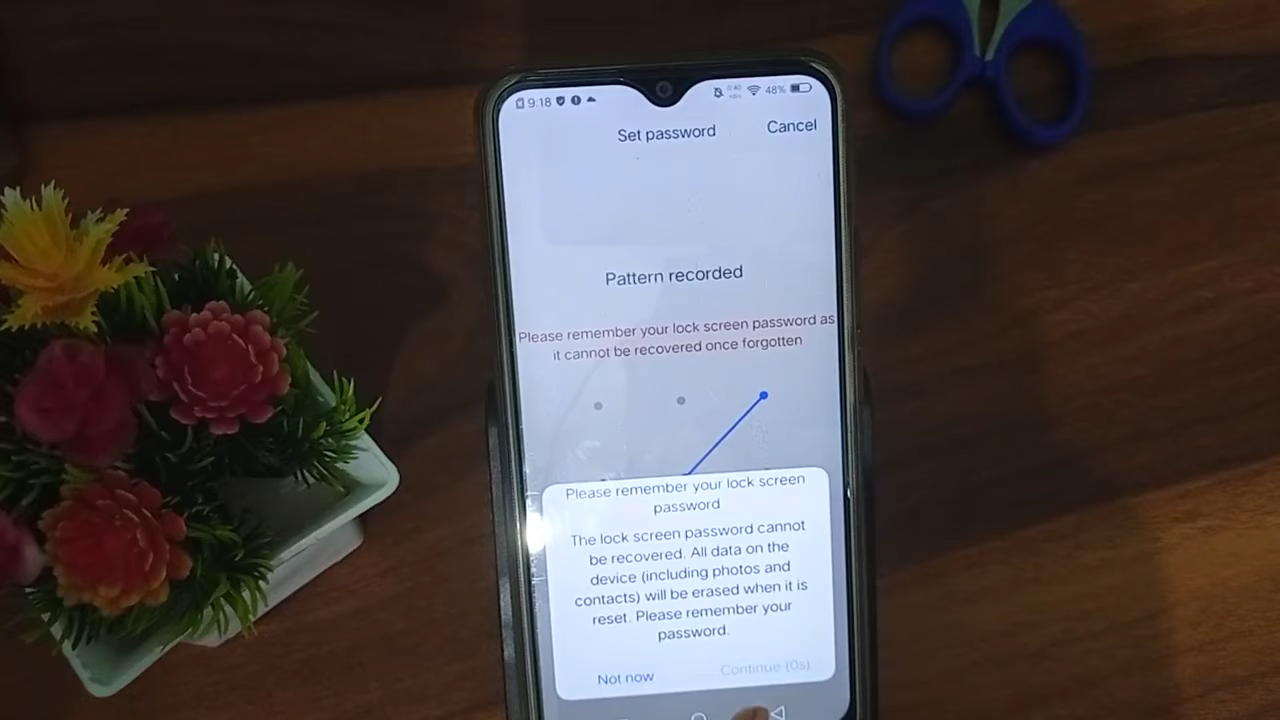 9:18
48%
Set password
Cancel
Pattern recorded
Please remember your lock screen password as
it cannot be recovered once forgotten
Please remember your lock screen
password
The lock screen password cannot
be recovered. All data on the
device (including photos and
contacts) will be erased when it is
reset. Please remember your
password.
Not now
Continue (0s)